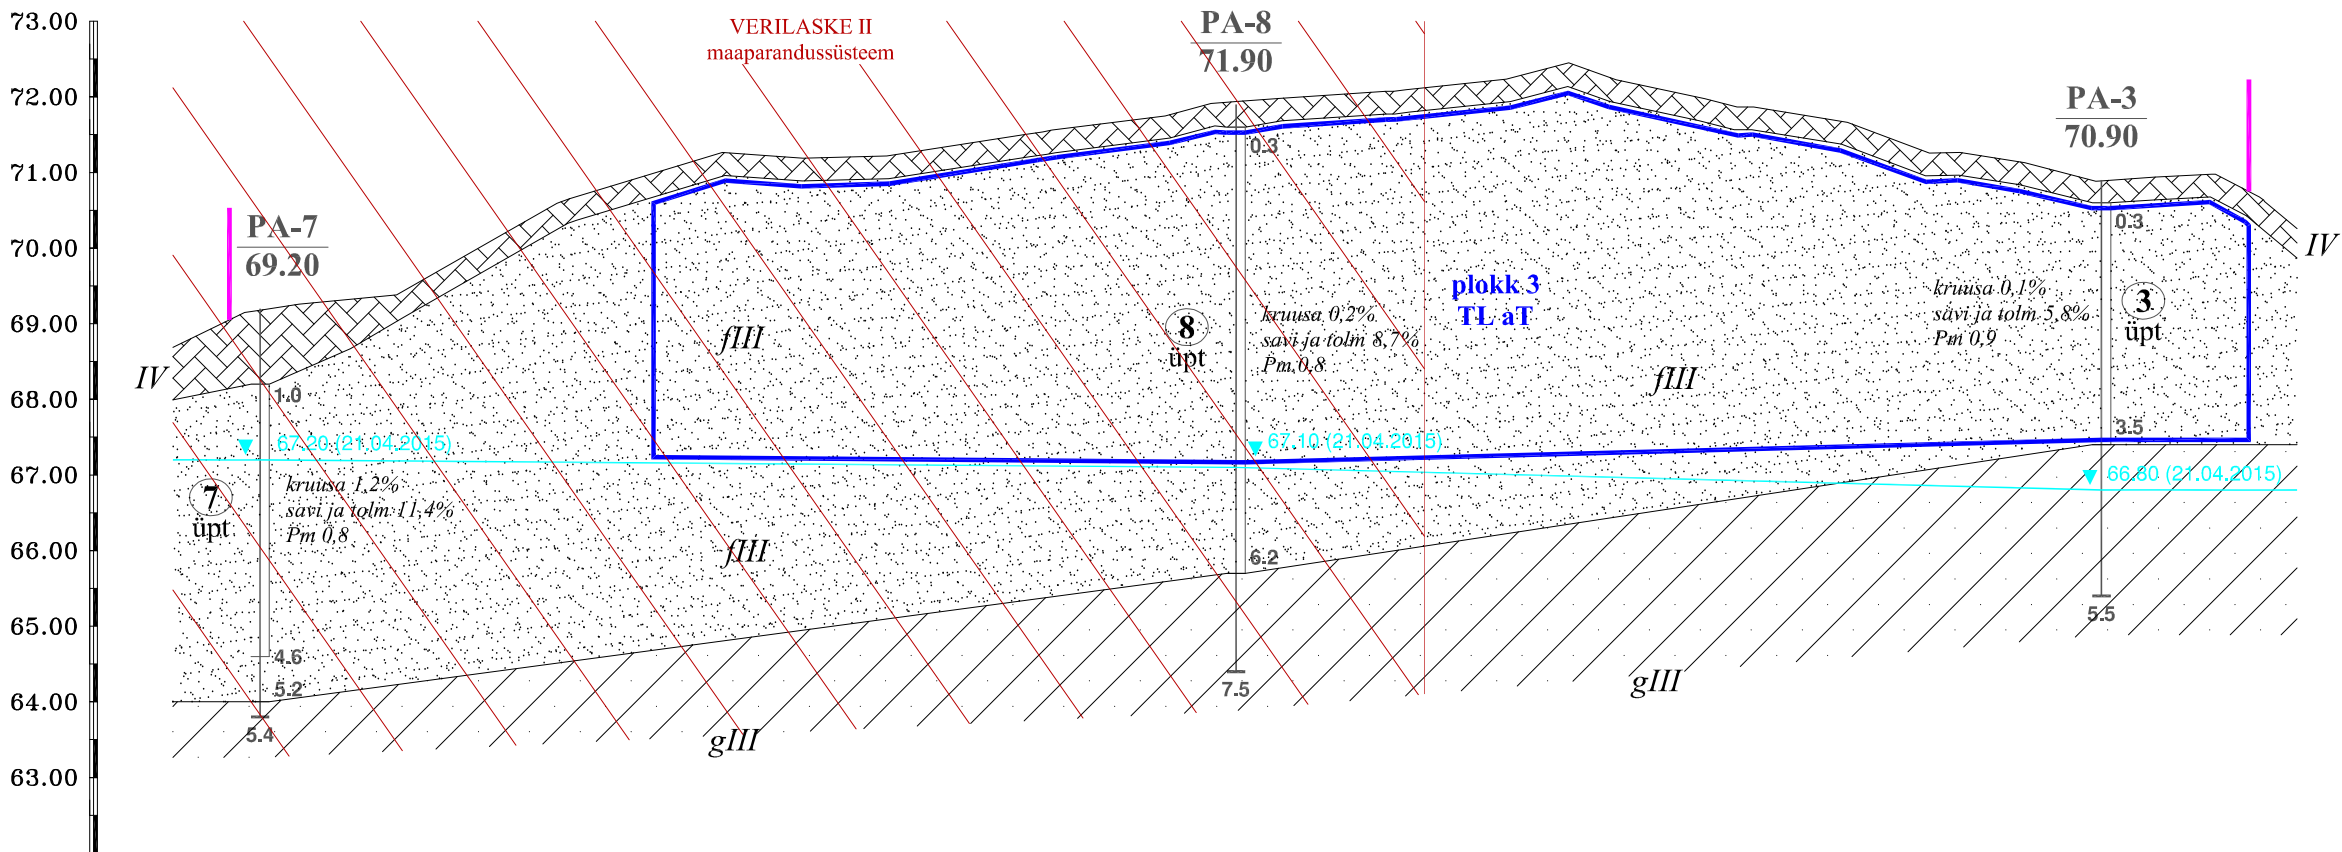 73.00
72.00
71.00
70.00
69.00
68.00
67.00
66.00
65.00
64.00
63.00
VERILASKE II
maaparandussüsteem
PA-8
71.90
PA-3
70.90
PA-7
69.20
IV
IV
0.3
0.3
plokk 3
TL aT
fIII
8
üpt
kruusa 0,2%
savi ja tolm 8,7%
Pm 0,8
kruusa 0,1%
savi ja tolm 5,8%
Pm 0,9
3
üpt
fIII
1.0
3.5
67.20 (21.04.2015)
67.10 (21.04.2015)
66.80 (21.04.2015)
7
üpt
kruusa 1,2%
savi ja tolm 11,4%
Pm 0,8
fIII
6.2
5.5
4.6
5.2
7.5
gIII
5.4
gIII